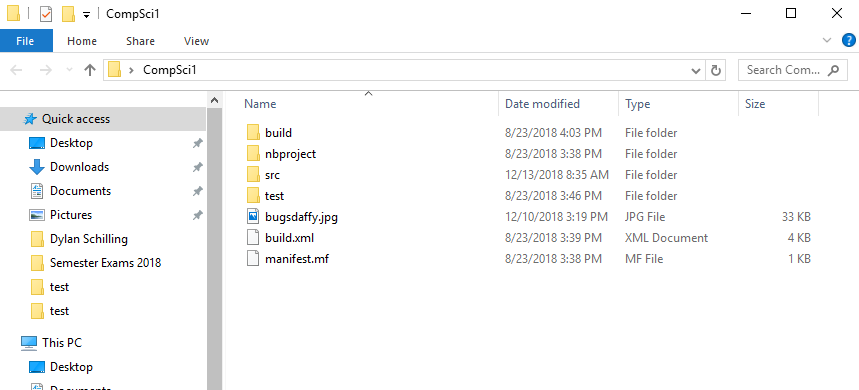 CompSci1
File Home Share View
CompSci1 Search Com...
Name Date modified Type Size
Quick access
Desktop
Downloads
Documents
Pictures
Dylan Schilling
Semester Exams 2018
test
test
This PC
Desktop
Documents
build 8/23/2018 4:03 PM File folder
nbproject 8/23/2018 3:38 PM File folder
src 12/13/2018 8:35 AM File folder
test 8/23/2018 3:46 PM File folder
bugsdaffy.jpg 12/10/2018 3:19 PM JPG File 33 KB
build.xml 8/23/2018 3:39 PM XML Document 4 KB
manifest.mf 8/23/2018 3:38 PM MF File 1 KB